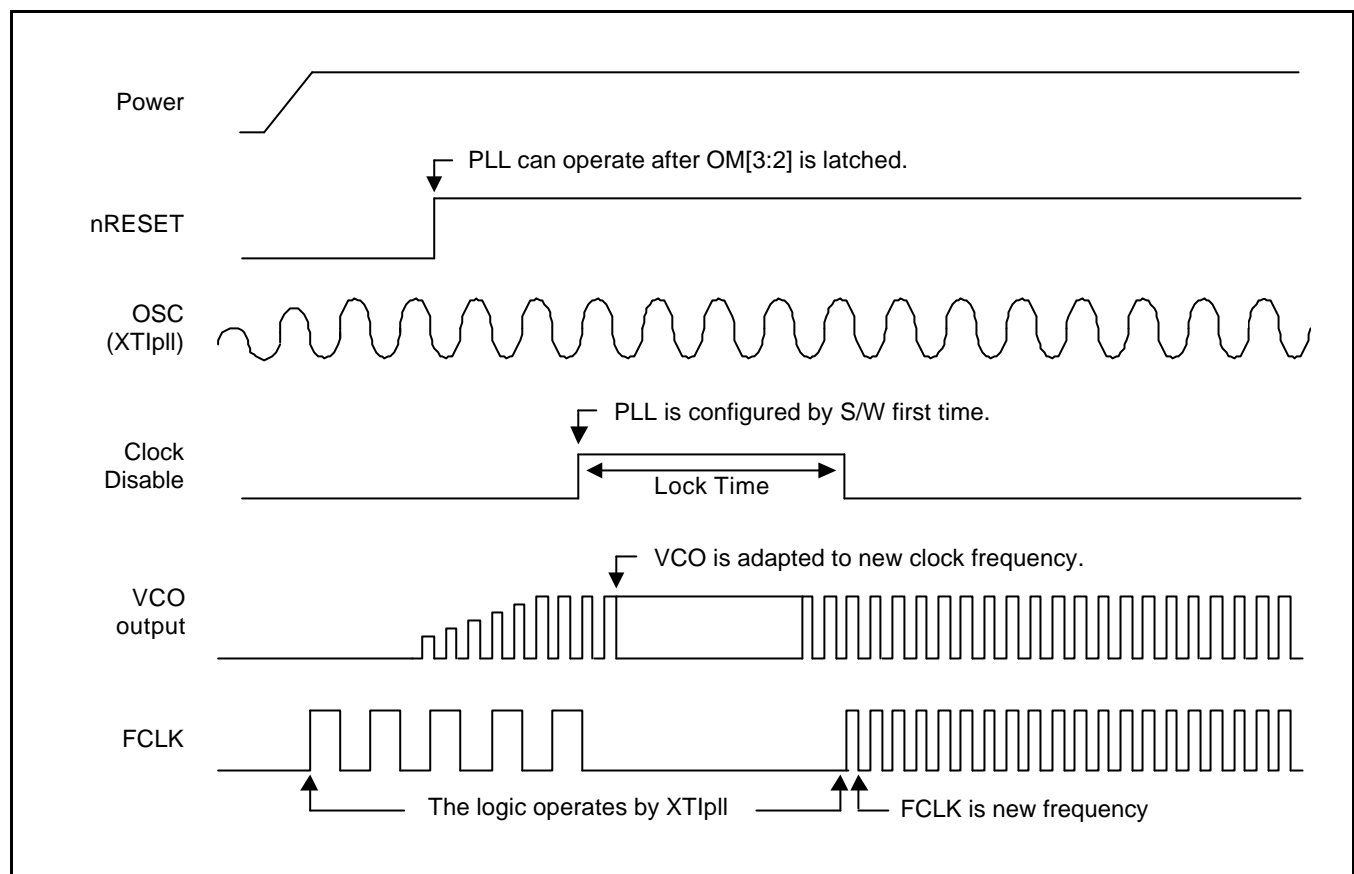 Power
PLL can operate after OM[3:2] is latched.
nRESET
OSC
(XTIpll)
PLL is configured by S/W first time.
Clock
Disable
Lock Time
VCO is adapted to new clock frequency.
VCO
output
FCLK
The logic operates by XTIpll
FCLK is new frequency